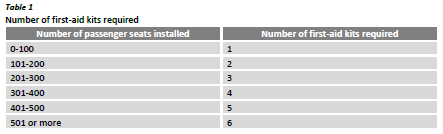 Table 1
Number of first-aid kits required
Number of passenger seats installed Number of first-aid kits required
0-100 1
101-200 2
201-300 3
301-400 4
401-500 5
501 or more 6